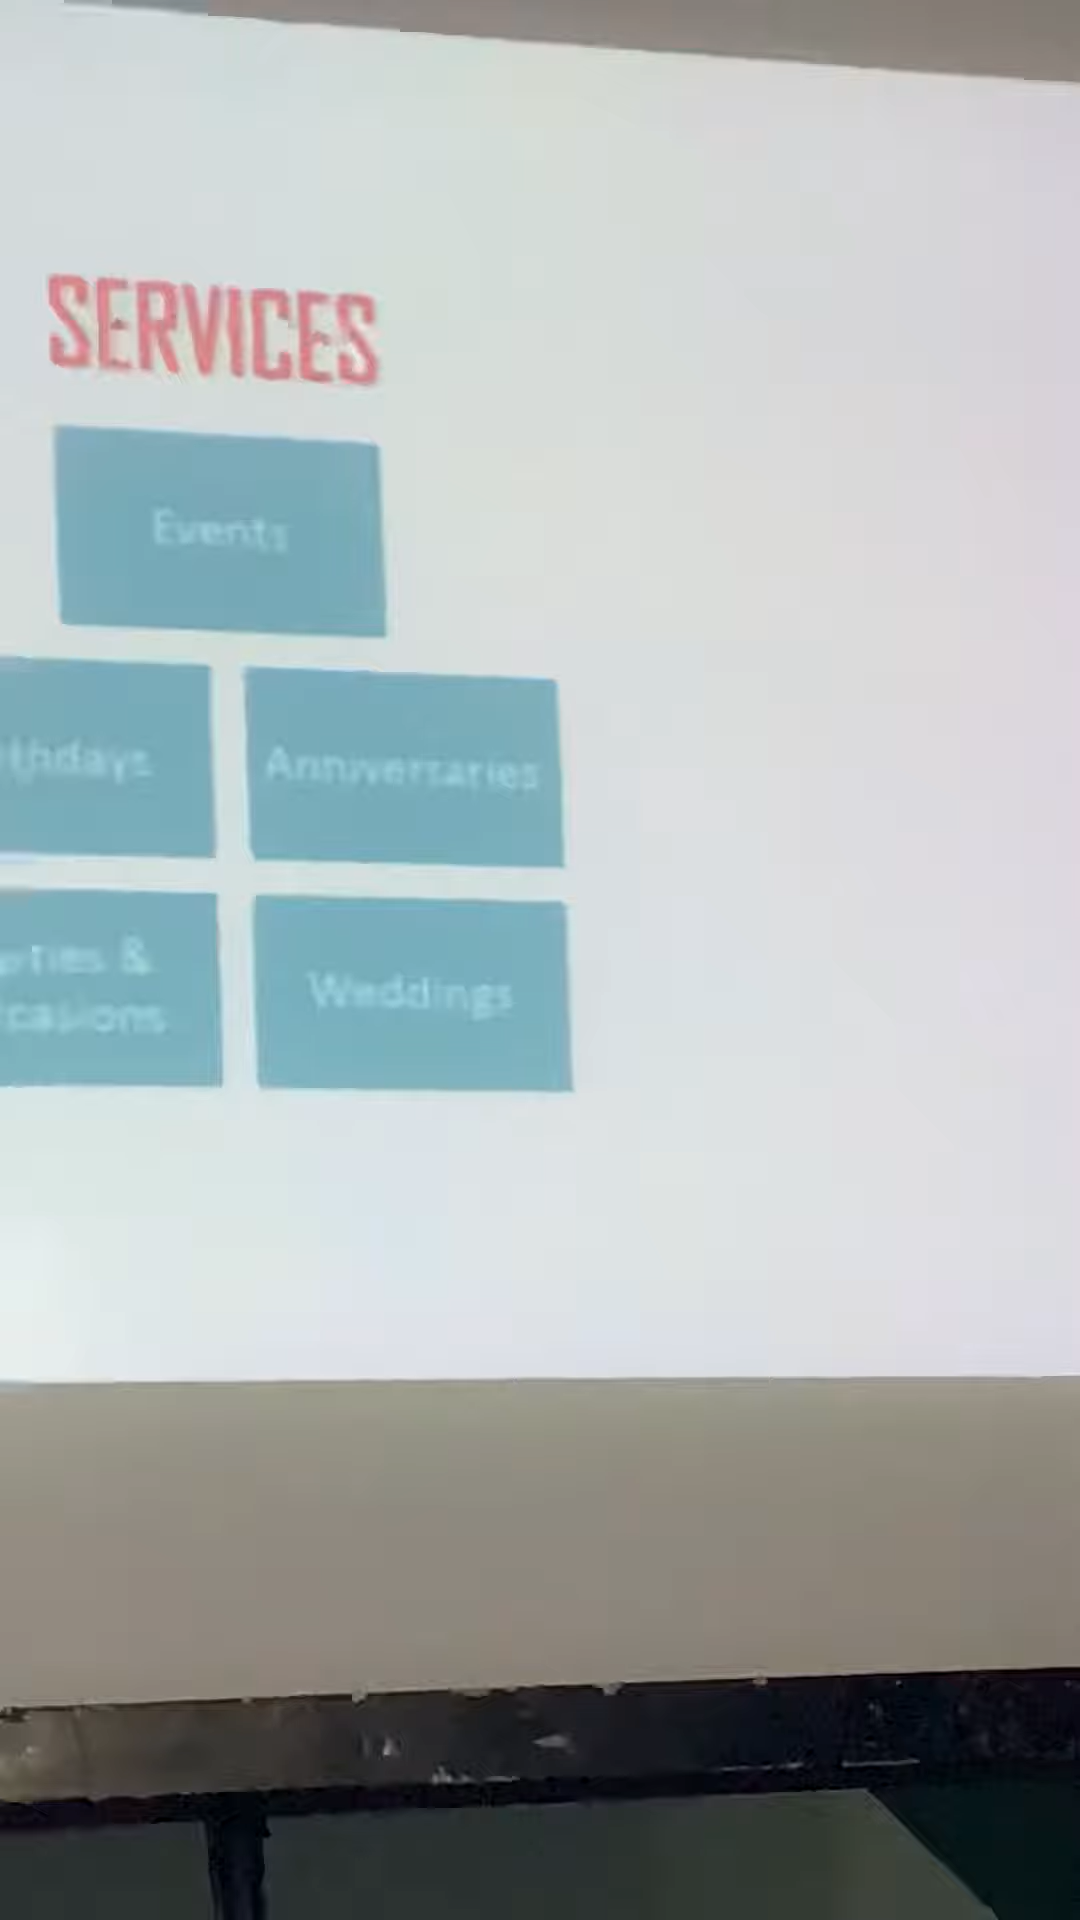 SERVICES
Events
thdays
Anniversaries
rties &
casions
Weddings